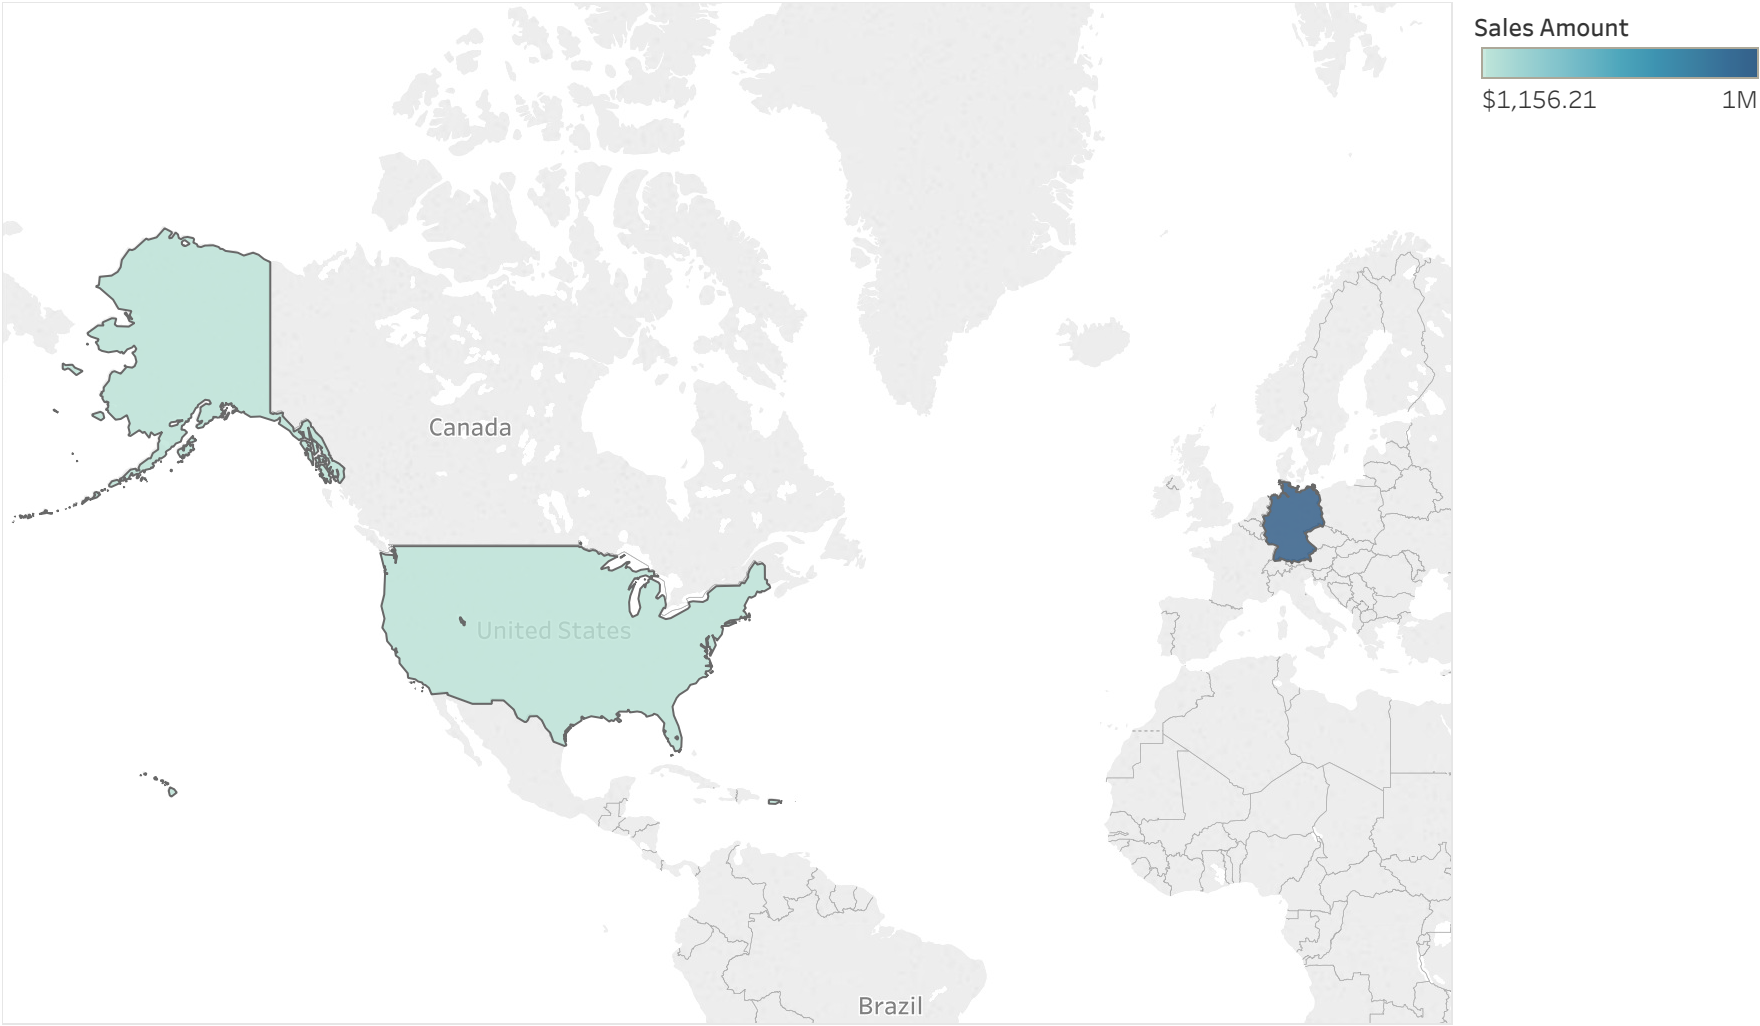 Sales Amount
$1,156.21 1M
Canada
United States
Brazil